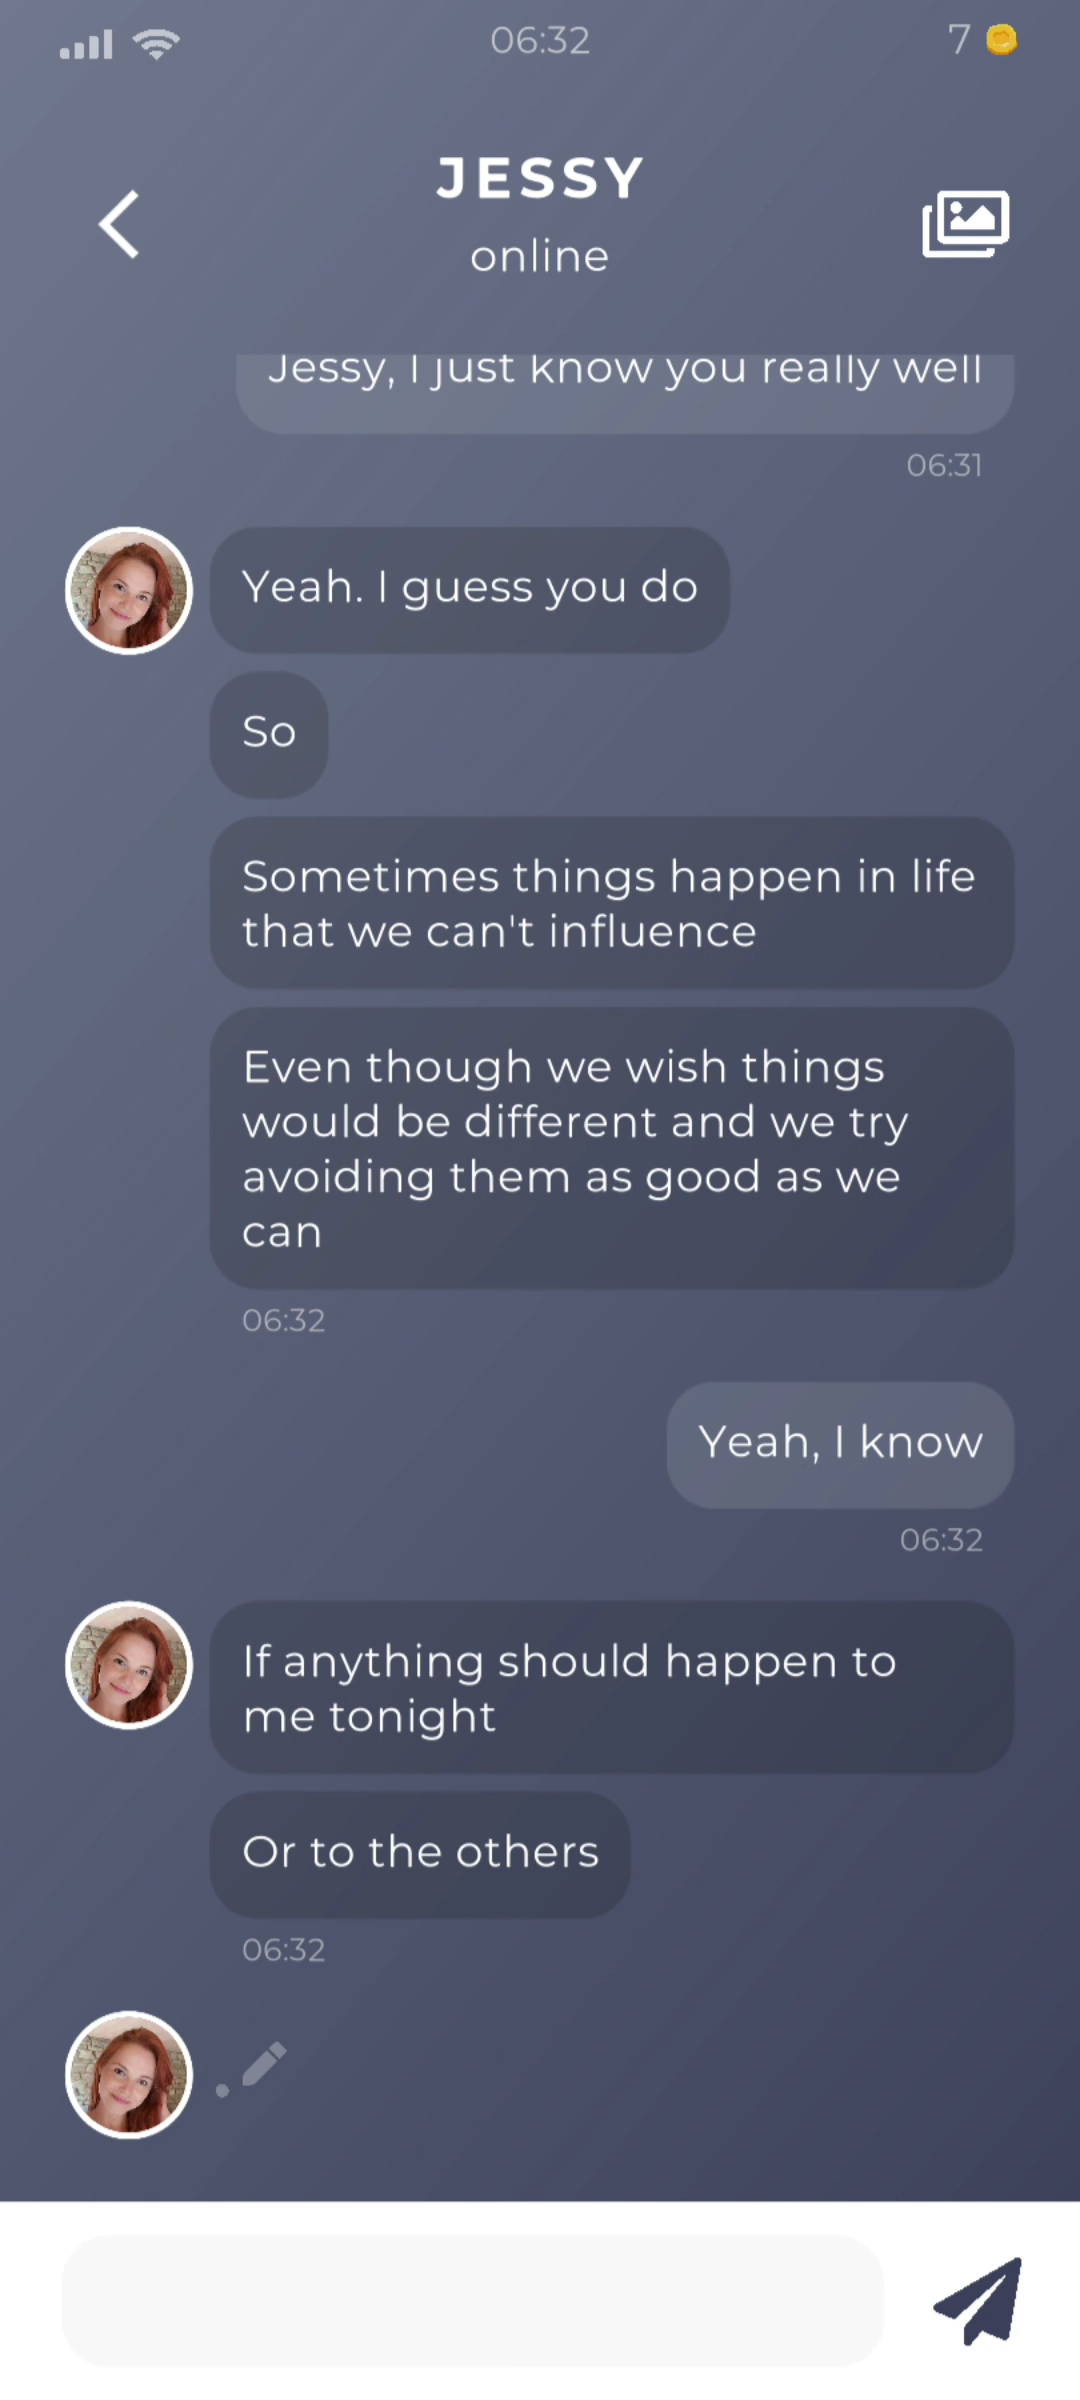 06:32
7
JESSY
online
Jessy, I just know you really well
06:31
Yeah. I guess you do
So
Sometimes things happen in life
that we can't influence
Even though we wish things
would be different and we try
avoiding them as good as we
can
06:32
Yeah, I know
06:32
If anything should happen to
me tonight
Or to the others
06:32